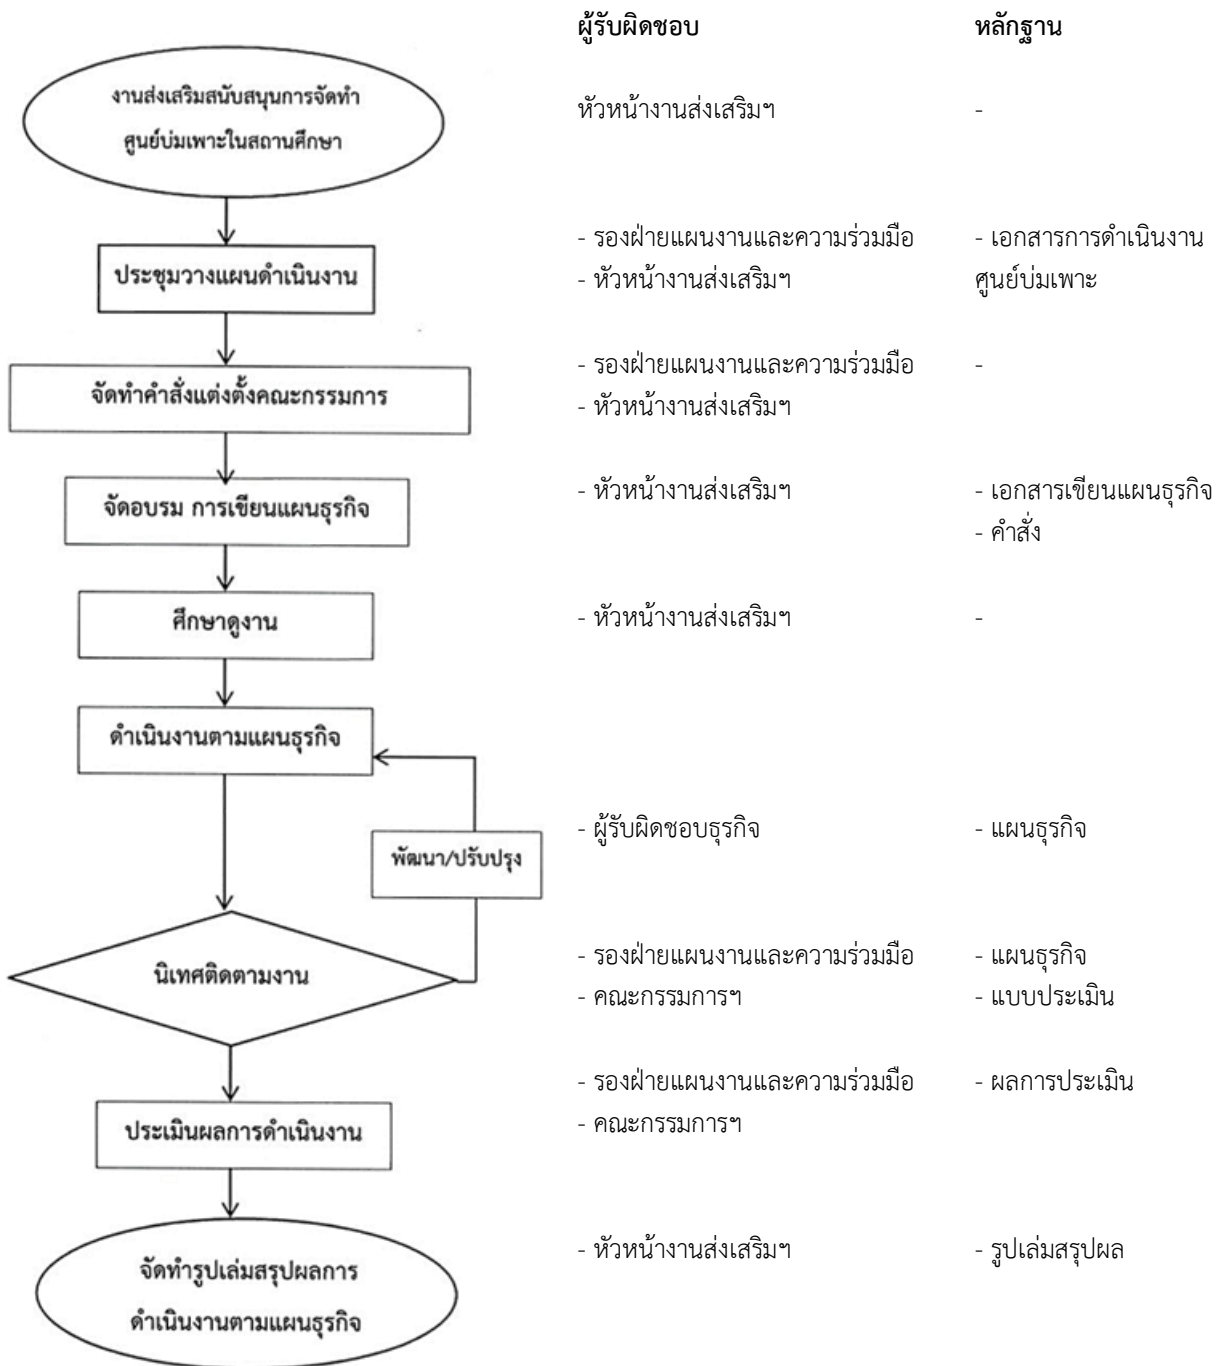 ผู้รับผิดชอบ หลักฐาน
งานส่งเสริมสนับสนุนการจัดทำ
ศูนย์บ่มเพาะในสถานศึกษา
หัวหน้างานส่งเสริมฯ -
ประชุมวางแผนดำเนินงาน
- รองฝ่ายแผนงานและความร่วมมือ - เอกสารการดำเนินงาน
- หัวหน้างานส่งเสริมฯ ศูนย์บ่มเพาะ
จัดทำคำสั่งแต่งตั้งคณะกรรมการ
- รองฝ่ายแผนงานและความร่วมมือ -
- หัวหน้างานส่งเสริมฯ
จัดอบรม การเขียนแผนธุรกิจ
- หัวหน้างานส่งเสริมฯ - เอกสารเขียนแผนธุรกิจ
- คำสั่ง
ศึกษาดูงาน
- หัวหน้างานส่งเสริมฯ -
ดำเนินงานตามแผนธุรกิจ
พัฒนา/ปรับปรุง
- ผู้รับผิดชอบธุรกิจ - แผนธุรกิจ
นิเทศติดตามงาน
- รองฝ่ายแผนงานและความร่วมมือ - แผนธุรกิจ
- คณะกรรมการฯ - แบบประเมิน
ประเมินผลการดำเนินงาน
- รองฝ่ายแผนงานและความร่วมมือ - ผลการประเมิน
- คณะกรรมการฯ
จัดทำรูปเล่มสรุปผลการ
ดำเนินงานตามแผนธุรกิจ
- หัวหน้างานส่งเสริมฯ - รูปเล่มสรุปผล